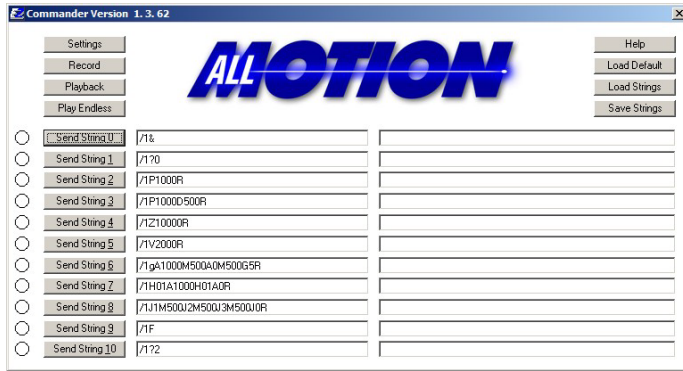 EZ Commander Version 1. 3. 62
Settings
Record
Playback
Play Endless
ALL MOTION
Help
Load Default
Load Strings
Save Strings
Send String 0 /1&
Send String 1 /1?0
Send String 2 /1P1000R
Send String 3 /1P1000D500R
Send String 4 /1Z10000R
Send String 5 /1V2000R
Send String 6 /1gA1000M500A0M500G5R
Send String 7 /1H01A1000H01A0R
Send String 8 /1J1M500J2M500J3M500J0R
Send String 9 /1F
Send String 10 /1?2